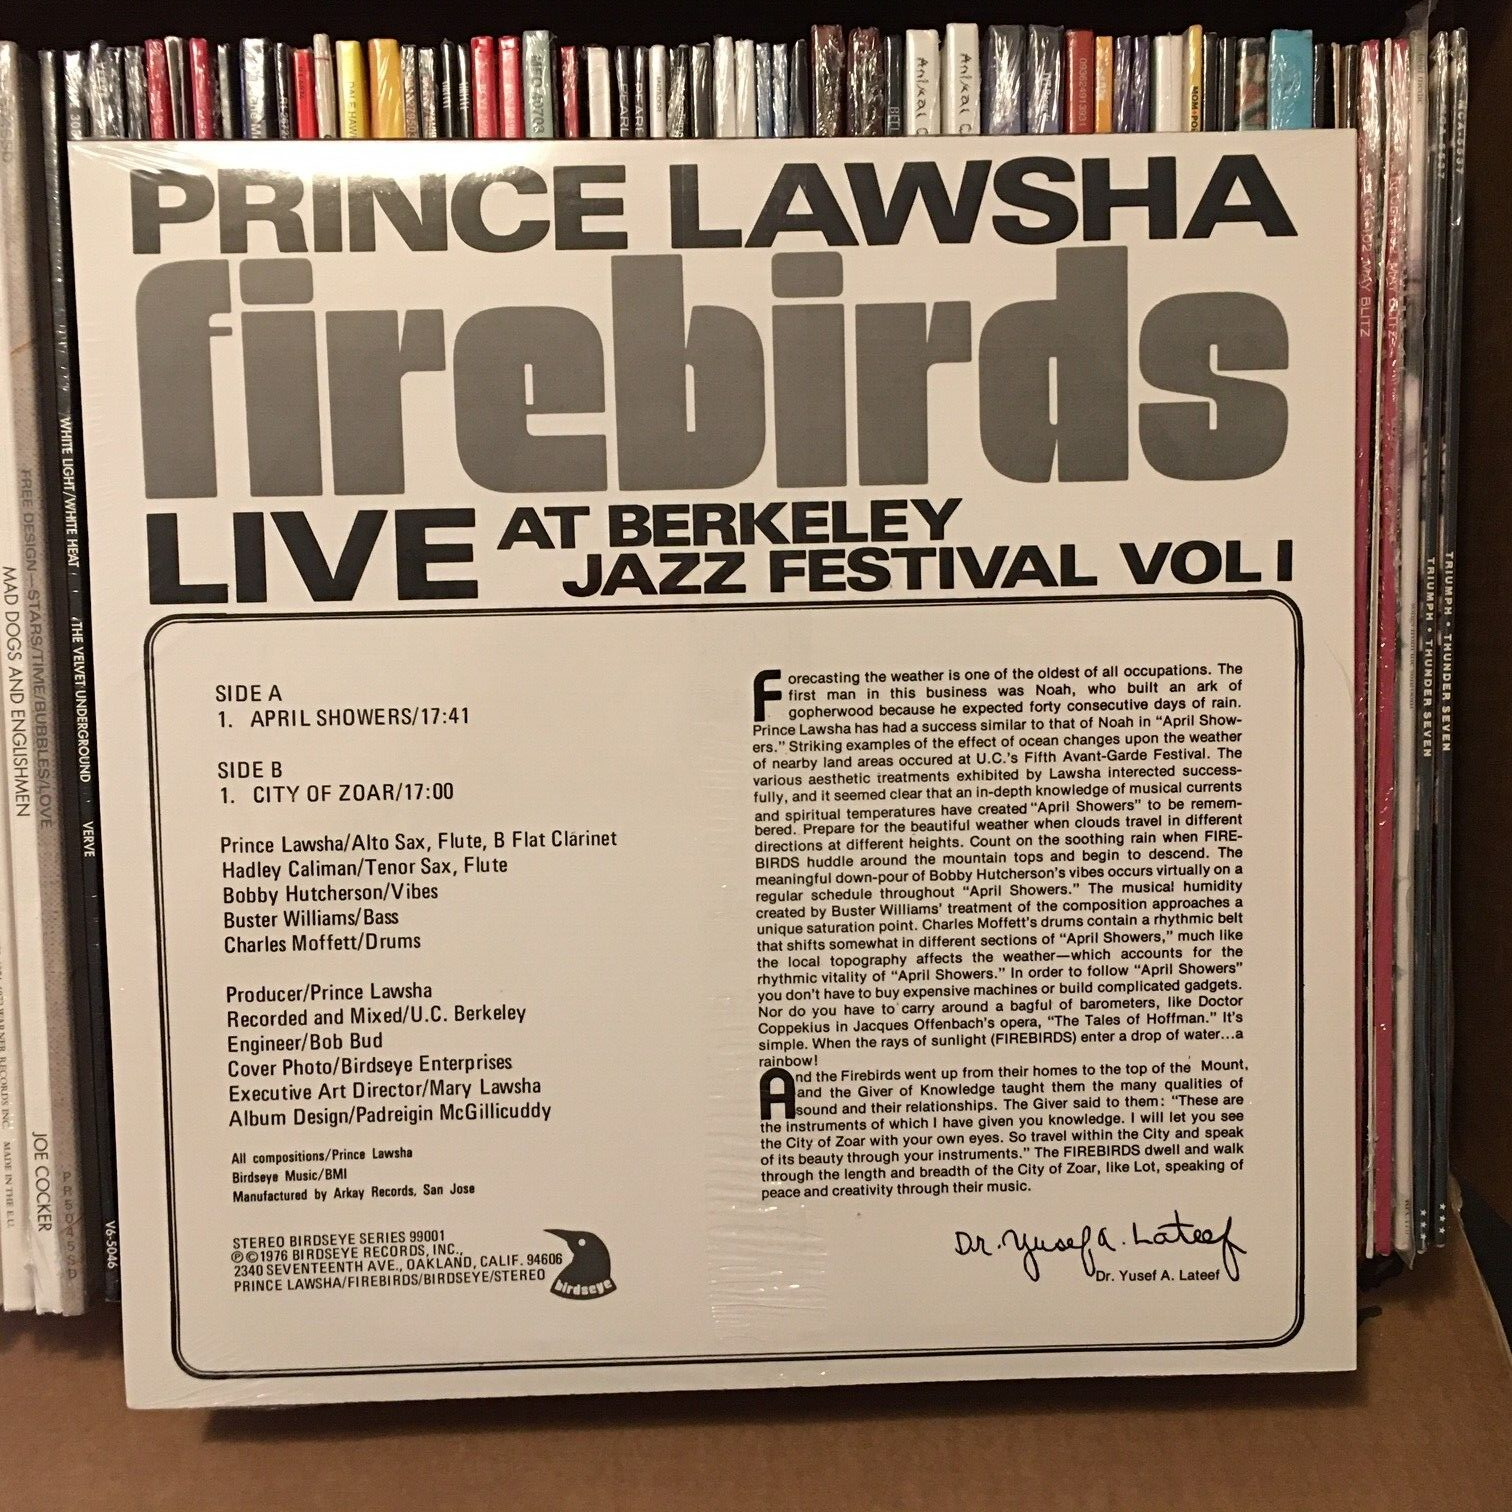 PRINCE LAWSHA
firebirds
LIVE AT BERKELEY
JAZZ FESTIVAL VOL I
SIDE A
1. APRIL SHOWERS/17:41
SIDE B
1. CITY OF ZOAR/17:00
Prince Lawsha/Alto Sax, Flute, B Flat Clarinet
Hadley Caliman/Tenor Sax, Flute
Bobby Hutcherson/Vibes
Buster Williams/Bass
Charles Moffett/Drums
Producer/Prince Lawsha
Recorded and Mixed/U.C. Berkeley
Engineer/Bob Bud
Cover Photo/Birdseye Enterprises
Executive Art Director/Mary Lawsha
Album Design/Padreigin McGillicuddy
All compositions/Prince Lawsha
Birdseye Music/BMI
Manufactured by Arkay Records, San Jose
STEREO BIRDSEYE SERIES 99001
℗©1976 BIRDSEYE RECORDS, INC.,
2340 SEVENTEENTH AVE., OAKLAND, CALIF. 94606
PRINCE LAWSHA/FIREBIRDS/BIRDSEYE/STEREO
birdseye
Forecasting the weather is one of the oldest of all occupations. The
first man in this business was Noah, who built an ark of
gopherwood because he expected forty consecutive days of rain.
Prince Lawsha has had a success similar to that of Noah in "April Show-
ers." Striking examples of the effect of ocean changes upon the weather
of nearby land areas occured at U.C.'s Fifth Avant-Garde Festival. The
various aesthetic treatments exhibited by Lawsha interected success-
fully, and it seemed clear that an in-depth knowledge of musical currents
and spiritual temperatures have created "April Showers" to be remem-
bered. Prepare for the beautiful weather when clouds travel in different
directions at different heights. Count on the soothing rain when FIRE-
BIRDS huddle around the mountain tops and begin to descend. The
meaningful down-pour of Bobby Hutcherson's vibes occurs virtually on a
regular schedule throughout "April Showers." The musical humidity
created by Buster Williams' treatment of the composition approaches a
unique saturation point. Charles Moffett's drums contain a rhythmic belt
that shifts somewhat in different sections of "April Showers," much like
the local topography affects the weather—which accounts for the
rhythmic vitality of "April Showers." In order to follow "April Showers"
you don't have to buy expensive machines or build complicated gadgets.
Nor do you have to carry around a bagful of barometers, like Doctor
Coppekius in Jacques Offenbach's opera, "The Tales of Hoffman." It's
simple. When the rays of sunlight (FIREBIRDS) enter a drop of water...a
rainbow!
And the Firebirds went up from their homes to the top of the Mount,
and the Giver of Knowledge taught them the many qualities of
sound and their relationships. The Giver said to them: "These are
the instruments of which I have given you knowledge. I will let you see
the City of Zoar with your own eyes. So travel within the City and speak
of its beauty through your instruments." The FIREBIRDS dwell and walk
through the length and breadth of the City of Zoar, like Lot, speaking of
peace and creativity through their music.
Dr. Yusef A. Lateef
Dr. Yusef A. Lateef
MAD DOGS AND ENGLISHMEN
JOE COCKER
FREE DESIGN—STARS/TIME/BUBBLES/LOVE
WHITE LIGHT/WHITE HEAT / THE VELVET UNDERGROUND VERVE
V6-5046
MAY BLITZ
MAY BLITZ
TRIUMPH • THUNDER SEVEN
TRIUMPH • THUNDER SEVEN